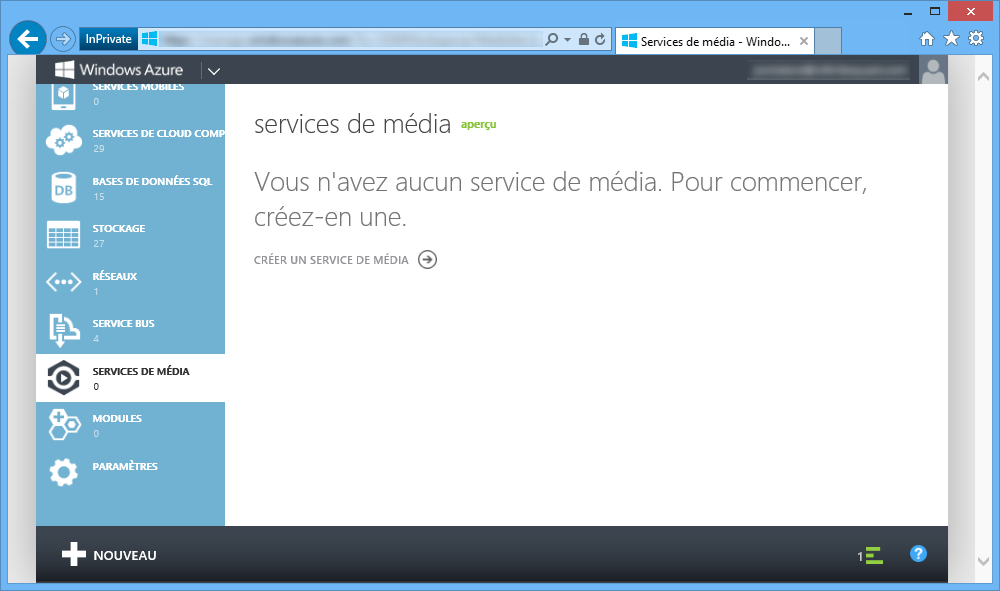 InPrivate
Services de média - Windo...
Windows Azure
SERVICES MOBILES
0
SERVICES DE CLOUD COMP
29
DB
BASES DE DONNÉES SQL
15
STOCKAGE
27
RÉSEAUX
1
SERVICE BUS
4
SERVICES DE MÉDIA
0
MODULES
0
PARAMÈTRES
services de média aperçu
Vous n'avez aucun service de média. Pour commencer,
créez-en une.
CRÉER UN SERVICE DE MÉDIA
NOUVEAU
1
?